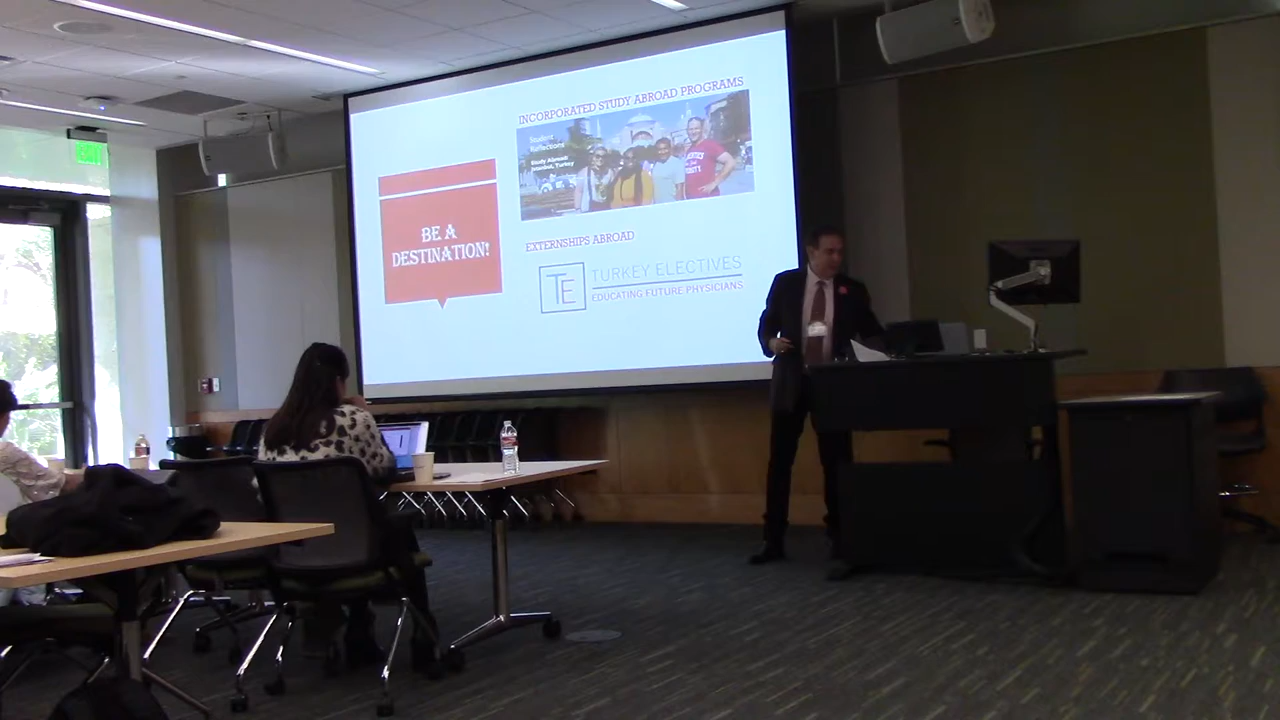 EXIT
BE A
DESTINATION!
INCORPORATED STUDY ABROAD PROGRAMS
Student
Reflections
Study Abroad:
Istanbul, Turkey
EXTERNSHIPS ABROAD
TE
TURKEY ELECTIVES
EDUCATING FUTURE PHYSICIANS